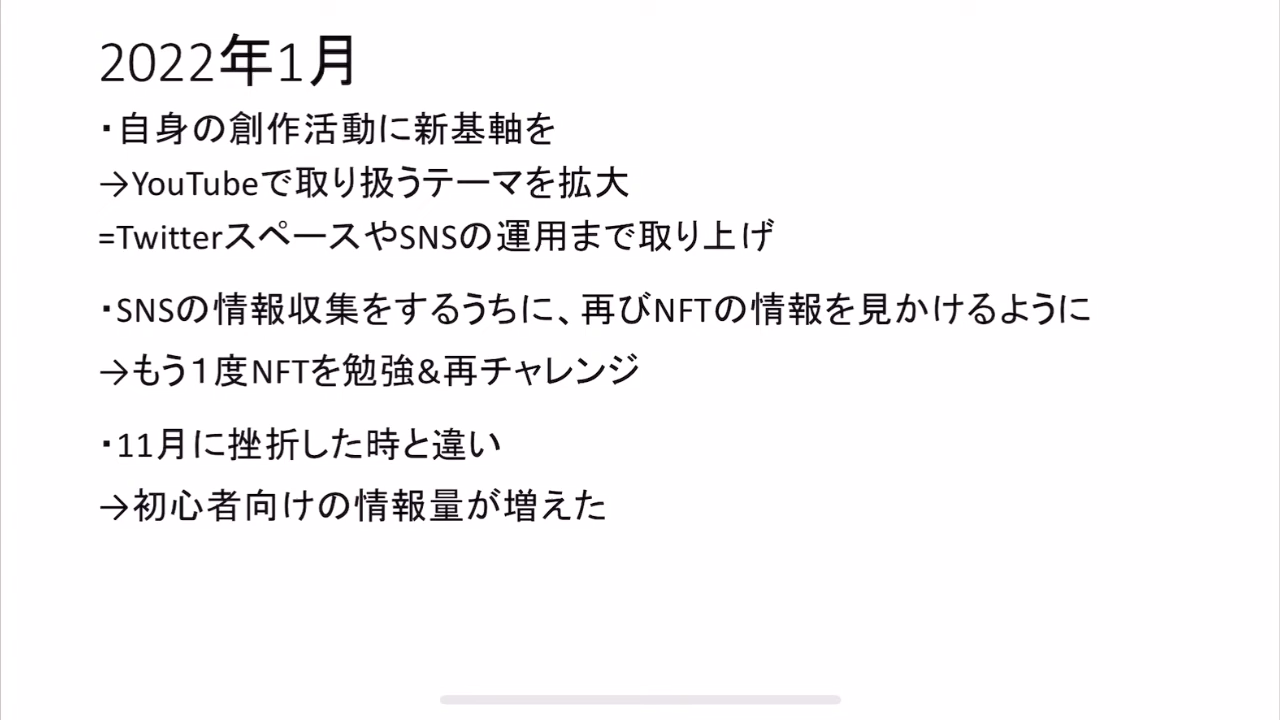 2022年1月
・自身の創作活動に新基軸を
→YouTubeで取り扱うテーマを拡大
=TwitterスペースやSNSの運用まで取り上げ
・SNSの情報収集をするうちに、再びNFTの情報を見かけるように
→もう１度NFTを勉強&再チャレンジ
・11月に挫折した時と違い
→初心者向けの情報量が増えた